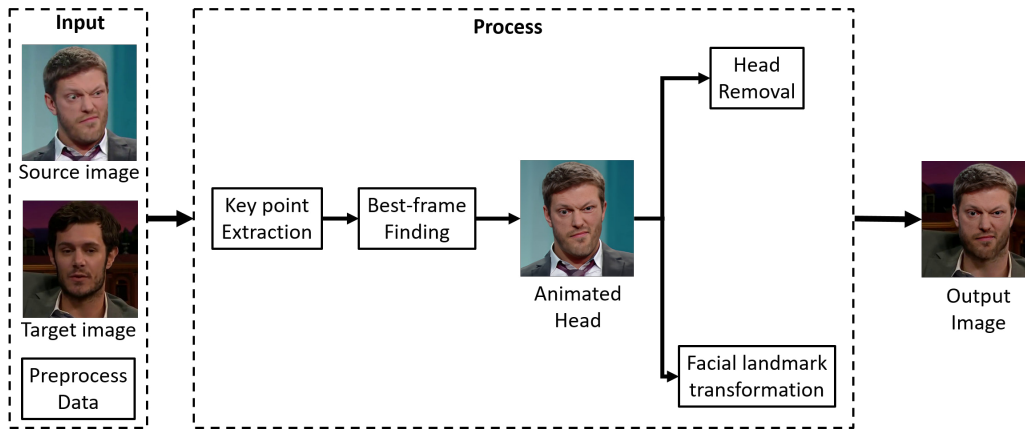 Input
Source image
Target image
Preprocess
Data
Process
Key point
Extraction
Best-frame
Finding
Animated
Head
Head
Removal
Facial landmark
transformation
Output
Image